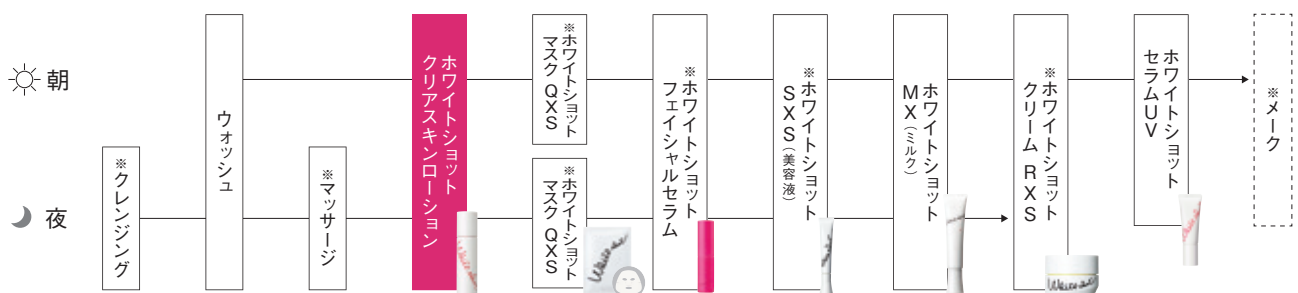 朝
夜
※クレンジング
ウォッシュ
※マッサージ
ホワイトショット
クリアスキンローション
※ホワイトショット
マスク QXS
※ホワイトショット
マスク QXS
※ホワイトショット
フェイシャルセラム
※ホワイトショット
SXS(美容液)
ホワイトショット
MX(ミルク)
※ホワイトショット
クリーム RXS
ホワイトショット
セラムUV
※メーク